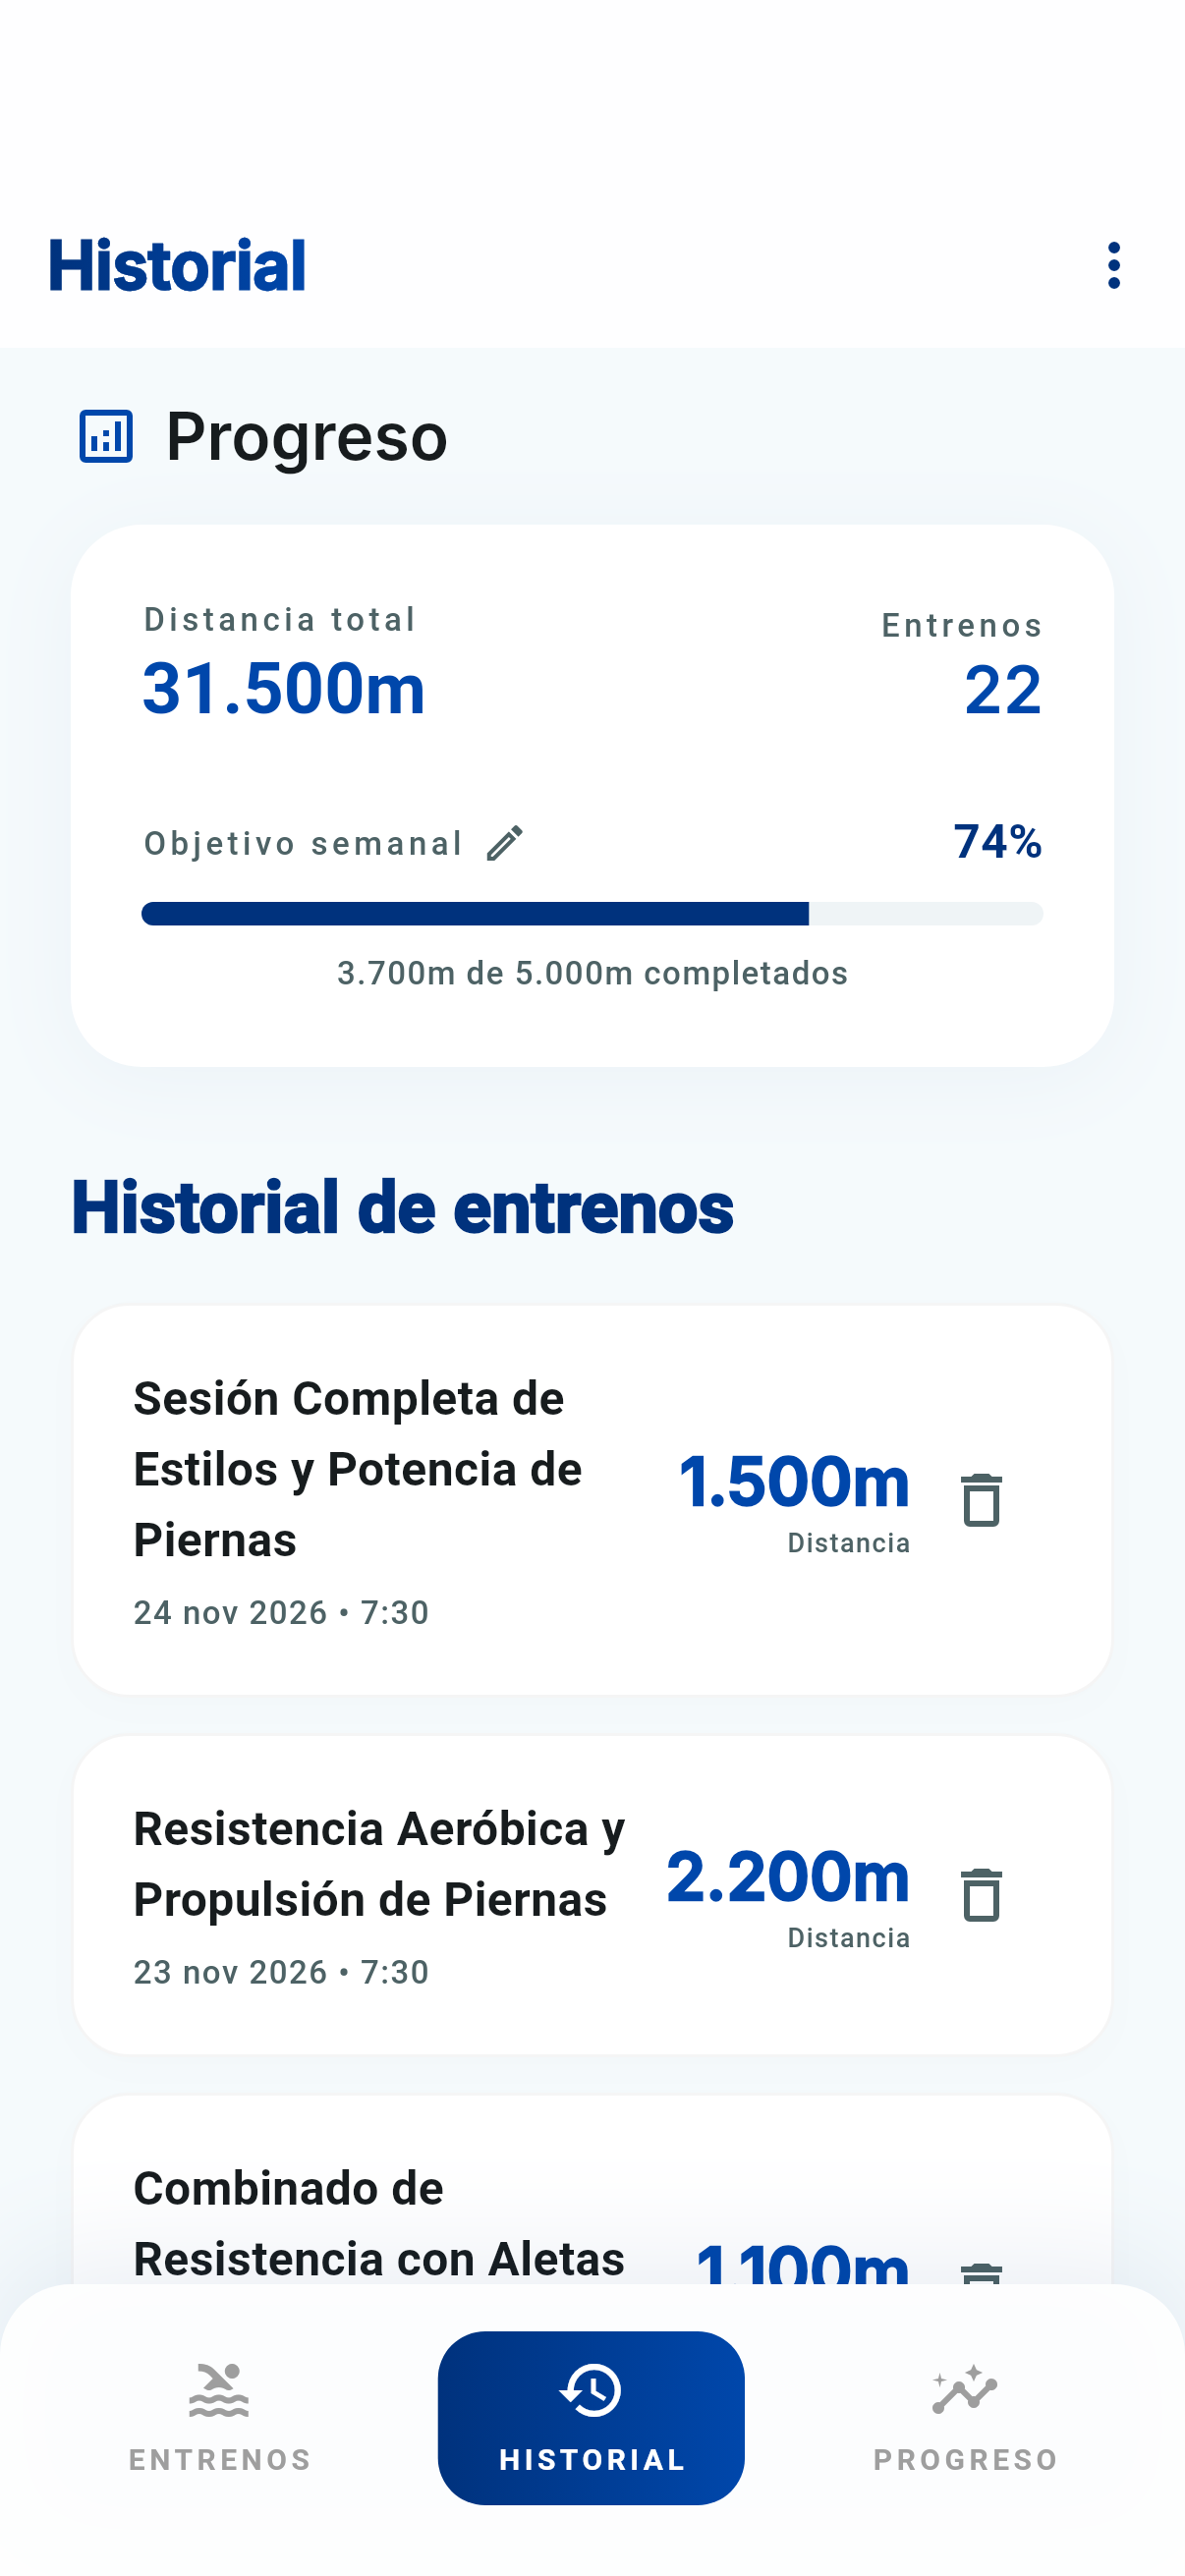 Historial
Progreso
Distancia total
31.500m
Entrenos
22
Objetivo semanal
74%
3.700m de 5.000m completados
Historial de entrenos
Sesión Completa de
Estilos y Potencia de
Piernas
24 nov 2026 • 7:30
1.500m
Distancia
Resistencia Aeróbica y
Propulsión de Piernas
23 nov 2026 • 7:30
2.200m
Distancia
Combinado de
Resistencia con Aletas
1.100m
ENTRENOS
HISTORIAL
PROGRESO